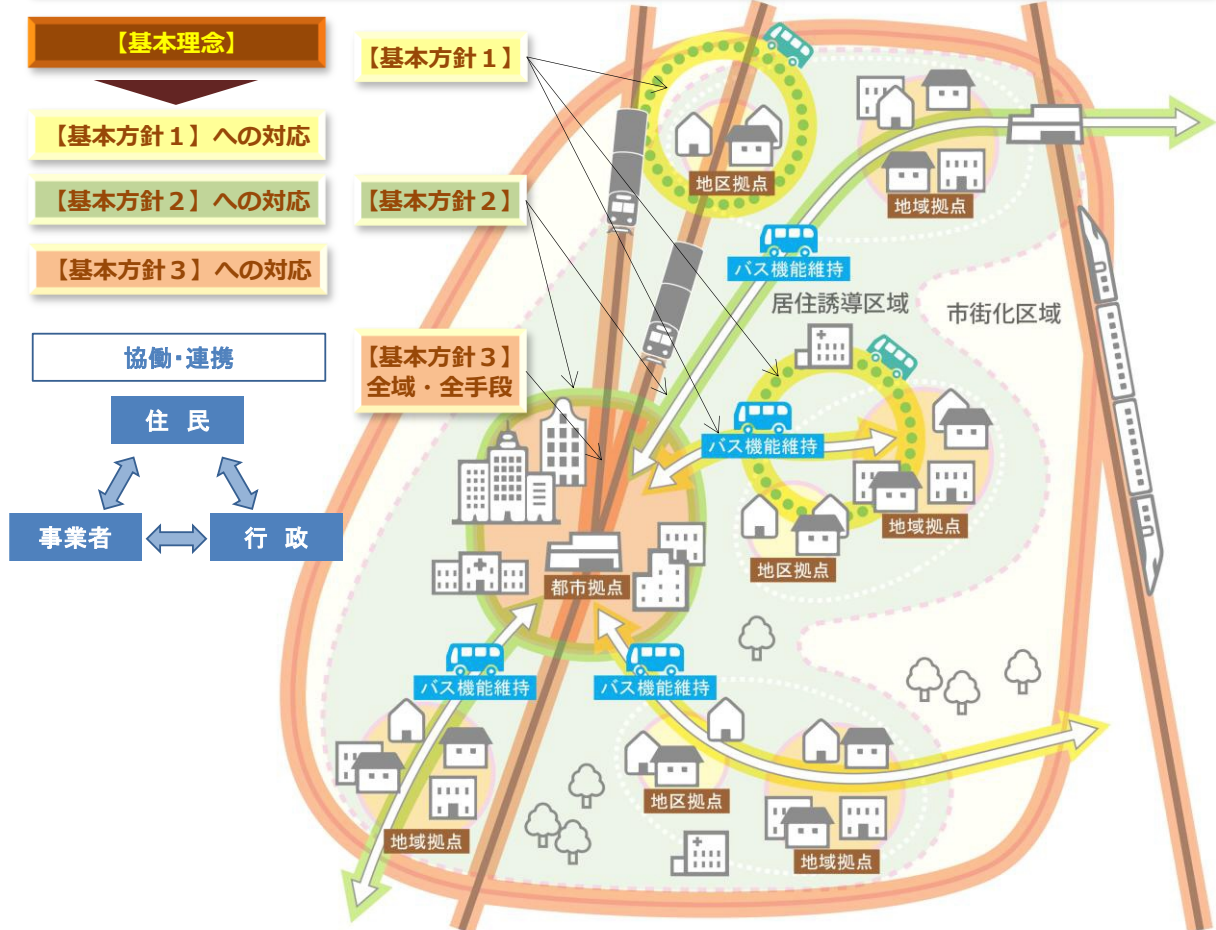 【基本理念】
【基本方針１】への対応
【基本方針２】への対応
【基本方針３】への対応
協働・連携
住 民
事業者
行 政
【基本方針１】
【基本方針２】
【基本方針３】
全域・全手段
地区拠点
地域拠点
バス機能維持
居住誘導区域
市街化区域
バス機能維持
地域拠点
地区拠点
都市拠点
バス機能維持
バス機能維持
地区拠点
地域拠点
地域拠点